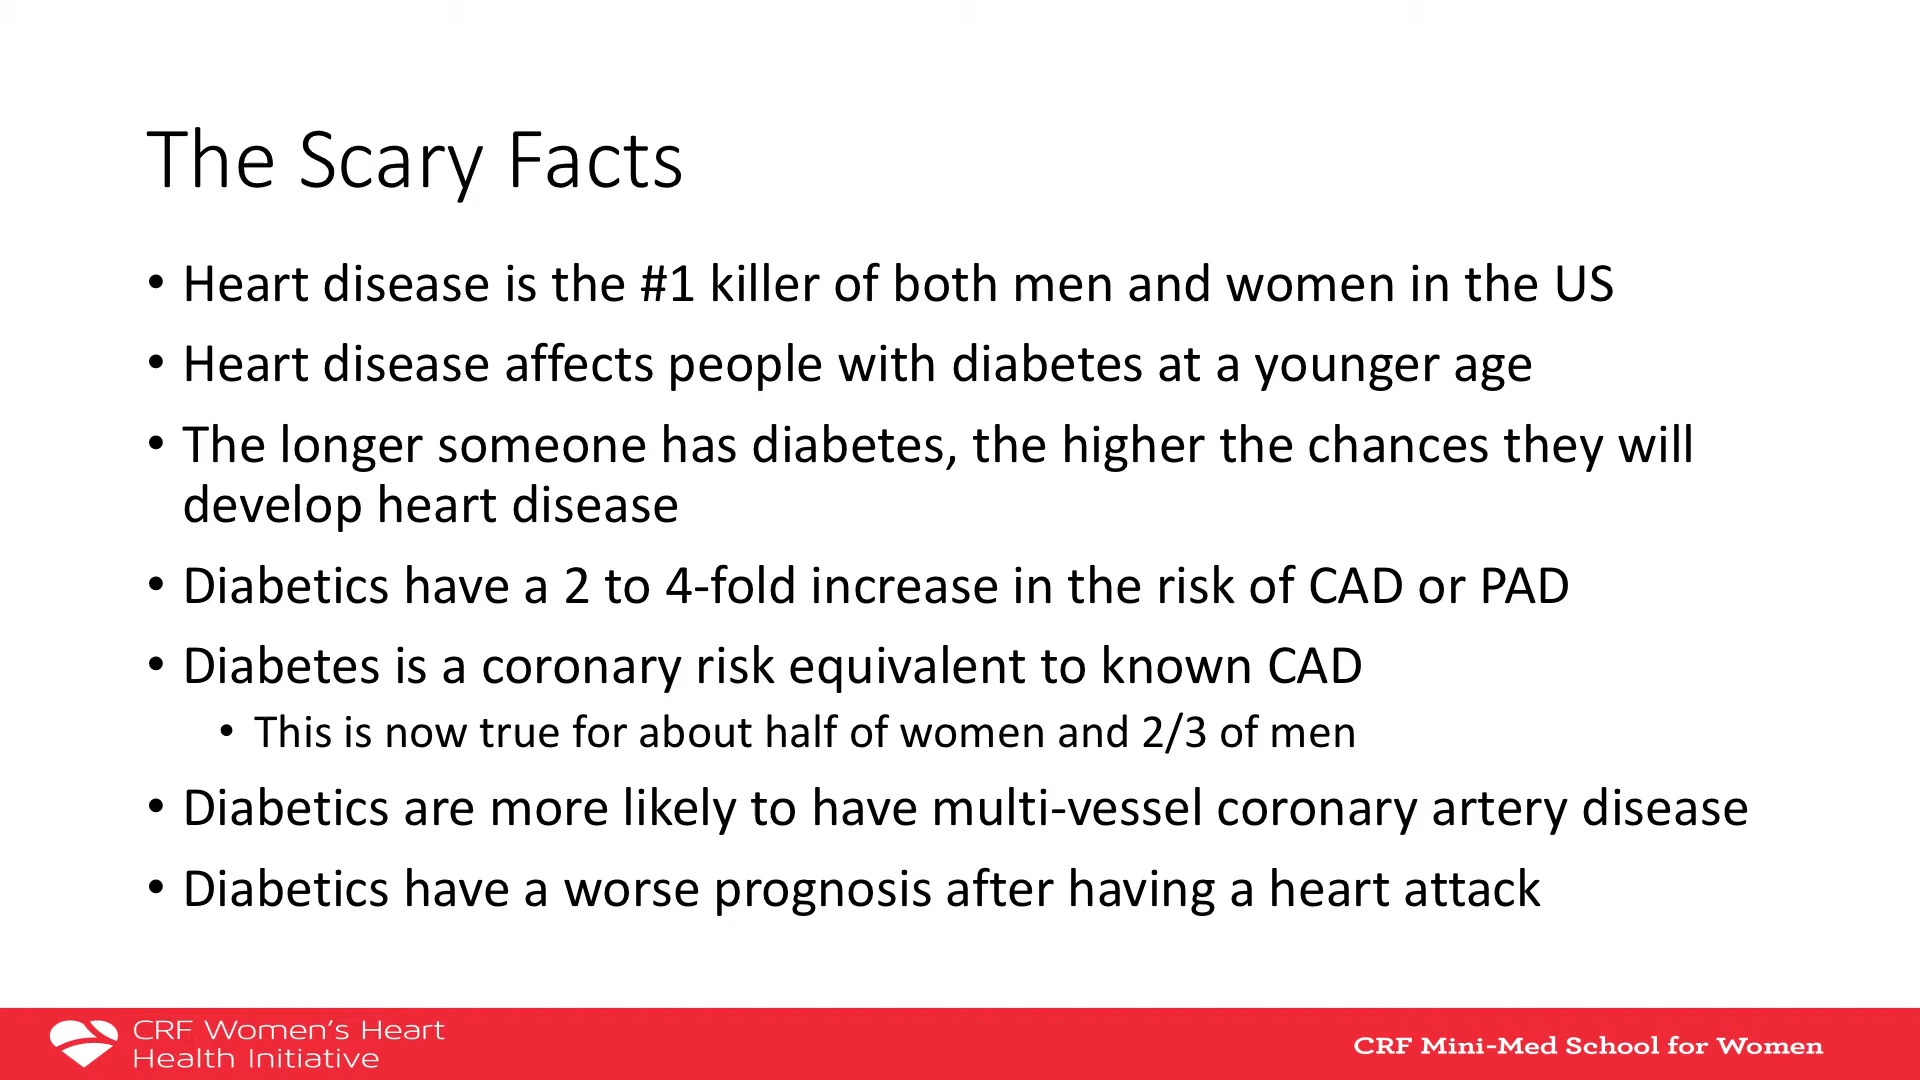 The Scary Facts
• Heart disease is the #1 killer of both men and women in the US
• Heart disease affects people with diabetes at a younger age
• The longer someone has diabetes, the higher the chances they will
develop heart disease
• Diabetics have a 2 to 4-fold increase in the risk of CAD or PAD
• Diabetes is a coronary risk equivalent to known CAD
• This is now true for about half of women and 2/3 of men
• Diabetics are more likely to have multi-vessel coronary artery disease
• Diabetics have a worse prognosis after having a heart attack
CRF Women's Heart
Health Initiative
CRF Mini-Med School for Women